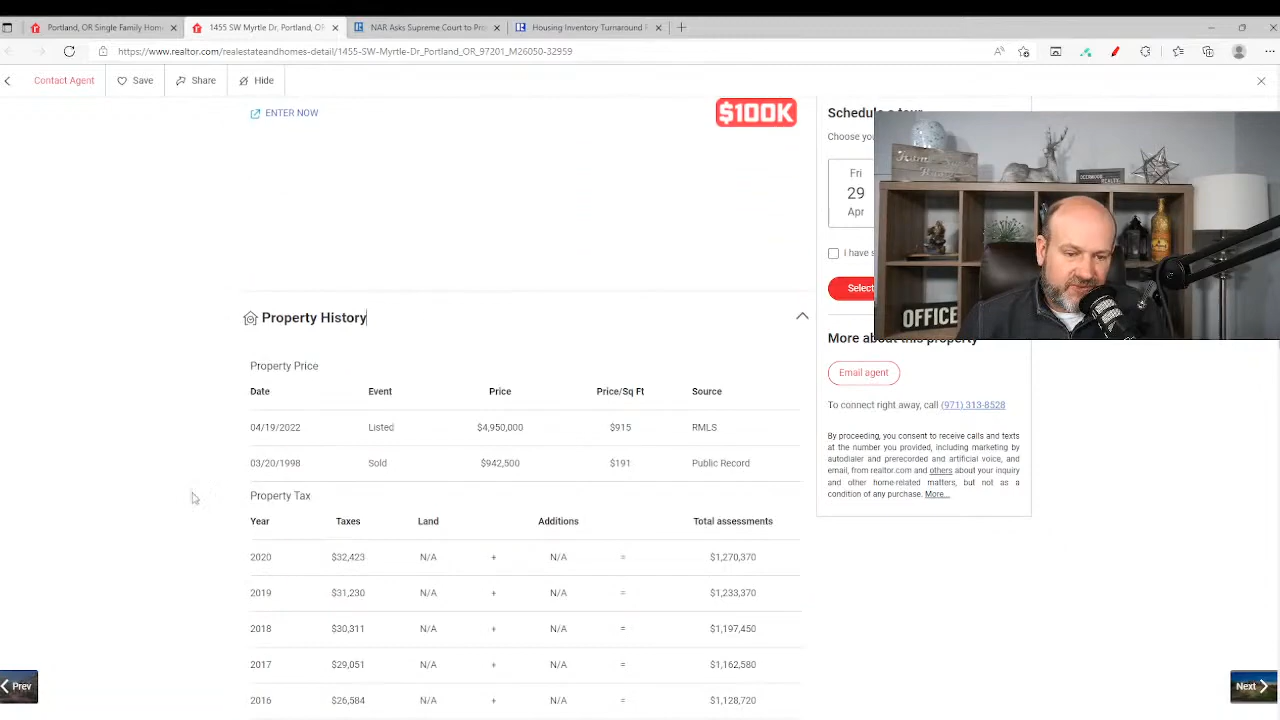 Portland, OR Single Family Home
1455 SW Myrtle Dr, Portland, OR
NAR Asks Supreme Court to Pro
Housing Inventory Turnaround F
https://www.realtor.com/realestateandhomes-detail/1455-SW-Myrtle-Dr_Portland_OR_97201_M26050-32959
Contact Agent Save Share Hide
ENTER NOW
$100K
Schedule a tour
Choose you
Fri
29
Apr
I have s
Select
OFFICE
Property History
More about this property
Property Price
Email agent
Date Event Price Price/Sq Ft Source
To connect right away, call (971) 313-8528
04/19/2022 Listed $4,950,000 $915 RMLS
By proceeding, you consent to receive calls and texts
at the number you provided, including marketing by
autodialer and prerecorded and artificial voice, and
email, from realtor.com and others about your inquiry
and other home-related matters, but not as a
condition of any purchase. More...
03/20/1998 Sold $942,500 $191 Public Record
Property Tax
Year Taxes Land Additions Total assessments
2020 $32,423 N/A + N/A = $1,270,370
2019 $31,230 N/A + N/A = $1,233,370
2018 $30,311 N/A + N/A = $1,197,450
2017 $29,051 N/A + N/A = $1,162,580
2016 $26,584 N/A + N/A = $1,128,720
Prev
Next